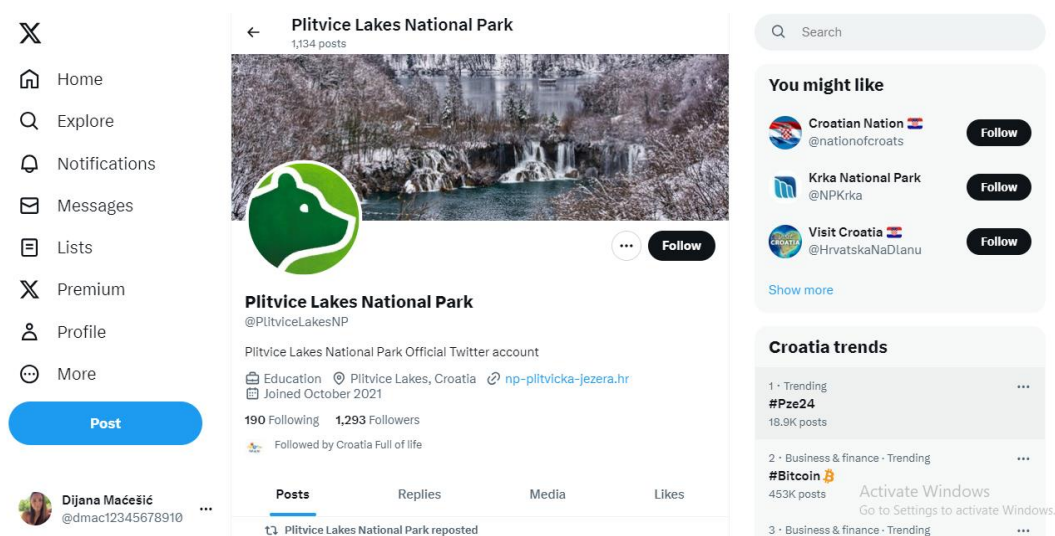 Home
Explore
Notifications
Messages
Lists
Premium
Profile
More
Post
Dijana Maćešić
@dmac12345678910
Plitvice Lakes National Park
1,134 posts
Follow
Plitvice Lakes National Park
@PlitviceLakesNP
Plitvice Lakes National Park Official Twitter account
Education Plitvice Lakes, Croatia np-plitvicka-jezera.hr
Joined October 2021
190 Following 1,293 Followers
Followed by Croatia Full of life
Posts Replies Media Likes
Plitvice Lakes National Park reposted
Search
You might like
Croatian Nation
@nationofcroats
Follow
Krka National Park
@NPKrka
Follow
CROATIA
Visit Croatia
@HrvatskaNaDlanu
Follow
Show more
Croatia trends
1 · Trending
#Pze24
18.9K posts
2 · Business & finance · Trending
#Bitcoin
453K posts
3 · Business & finance · Trending
Activate Windows
Go to Settings to activate Windows.